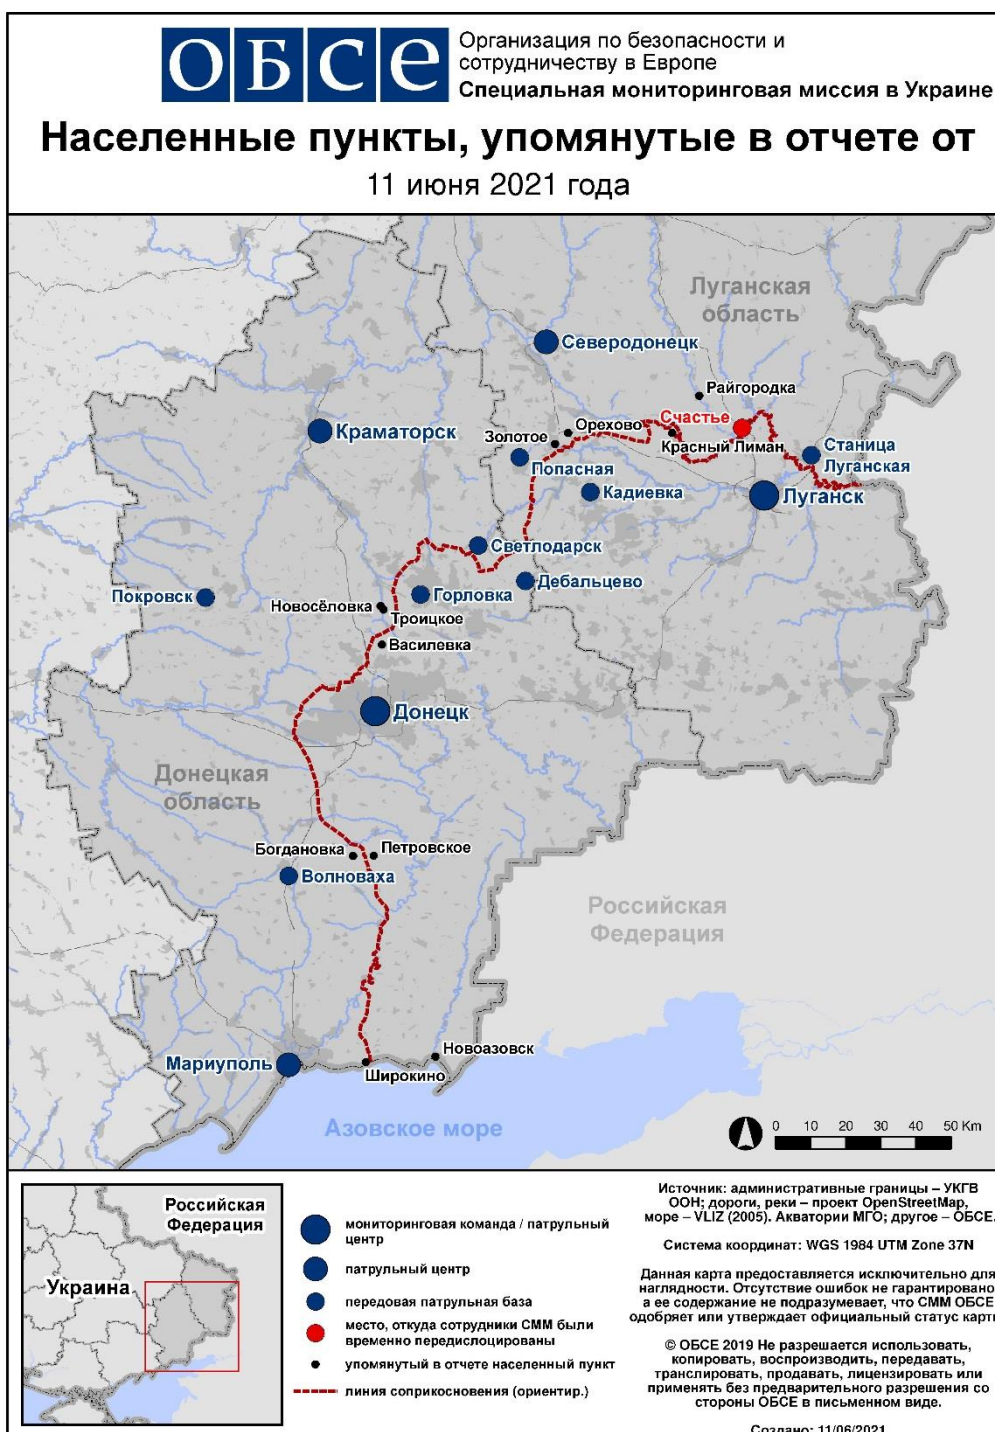 ОБСЕ
Организация по безопасности и
сотрудничеству в Европе
Специальная мониторинговая миссия в Украине
Населенные пункты, упомянутые в отчете от
11 июня 2021 года
Луганская
область
Северодонецк
Райгородка
Счастье
Орехово
Краматорск
Золотое
Красный Лиман
Станица
Луганская
Попасная
Кадиевка
Луганск
Светлодарск
Дебальцево
Покровск
Горловка
Новосёловка
Троицкое
Василевка
Донецк
Донецкая
область
Богдановка
Петровское
Волноваха
Российская
Федерация
Новоазовск
Мариуполь
Широкино
Азовское море
0 10 20 30 40 50 Km
Российская
Федерация
Украина
мониторинговая команда / патрульный
центр
патрульный центр
передовая патрульная база
место, откуда сотрудники СММ были
временно передислоцированы
упомянутый в отчете населенный пункт
линия соприкосновения (ориентир.)
Источник: административные границы – УКГВ
ООН; дороги, реки – проект OpenStreetMap,
море – VLIZ (2005). Акватории МГО; другое – ОБСЕ.
Система координат: WGS 1984 UTM Zone 37N
Данная карта предоставляется исключительно для
наглядности. Отсутствие ошибок не гарантировано,
а ее содержание не подразумевает, что СММ ОБСЕ
одобряет или утверждает официальный статус карты
© ОБСЕ 2019 Не разрешается использовать,
копировать, воспроизводить, передавать,
транслировать, продавать, лицензировать или
применять без предварительного разрешения со
стороны ОБСЕ в письменном виде.
Создано: 11/06/2021